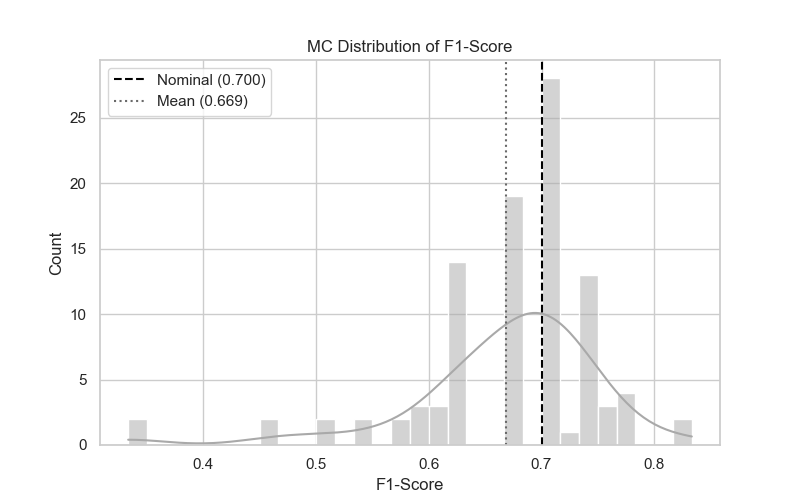 MC Distribution of F1-Score
Nominal (0.700)
Mean (0.669)
25
20
15
10
5
0
Count
0.4 0.5 0.6 0.7 0.8
F1-Score